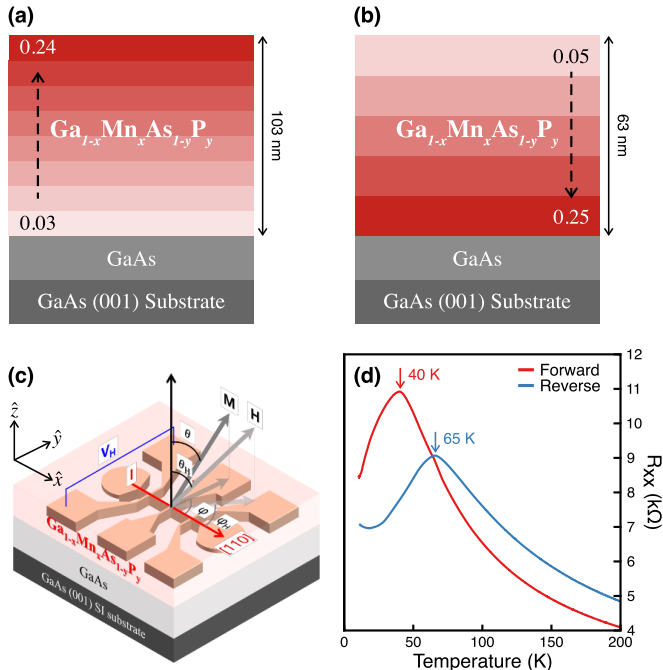 (a)
0.24
Ga1-xMnxAs1-yPy
0.03
103 nm
GaAs
GaAs (001) Substrate
(b)
0.05
Ga1-xMnxAs1-yPy
0.25
63 nm
GaAs
GaAs (001) Substrate
(c)
ẑ
ŷ
x̂
VH
I
M
H
θ
θH
φ
φH
[110]
Ga1-xMnxAs1-yPy
GaAs
GaAs (001) SI substrate
(d)
Forward
Reverse
40 K
65 K
12
11
10
9
8
7
6
5
4
Rxx (kΩ)
0
50
100
150
200
Temperature (K)